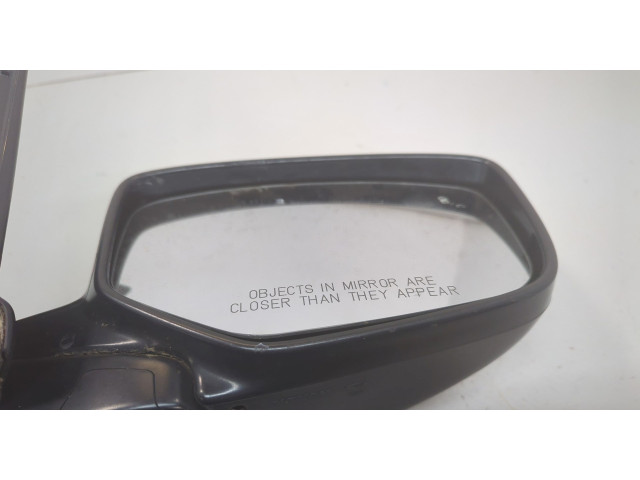 OBJECTS IN MIRROR ARE
CLOSER THAN THEY APPEAR